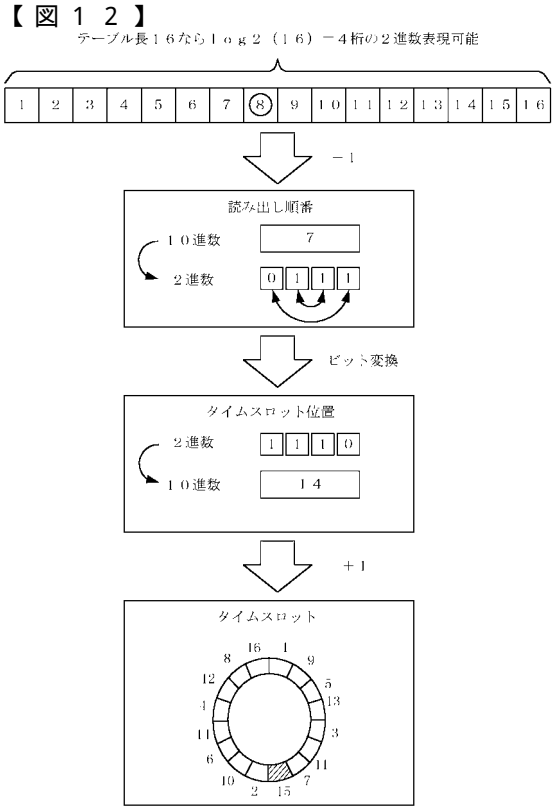 【図１２】
テーブル長１６ならｌｏｇ２（１６）＝４桁の２進数表現可能
１ ２ ３ ４ ５ ６ ７ ８ ９ １０ １１ １２ １３ １４ １５ １６
－１
読み出し順番
１０進数 ７
２進数 ０ １ １ １
ビット変換
タイムスロット位置
２進数 １ １ １ ０
１０進数 １４
＋１
タイムスロット
16 1
8 9
12 5
4 13
11 3
6 11
10 7
2 15